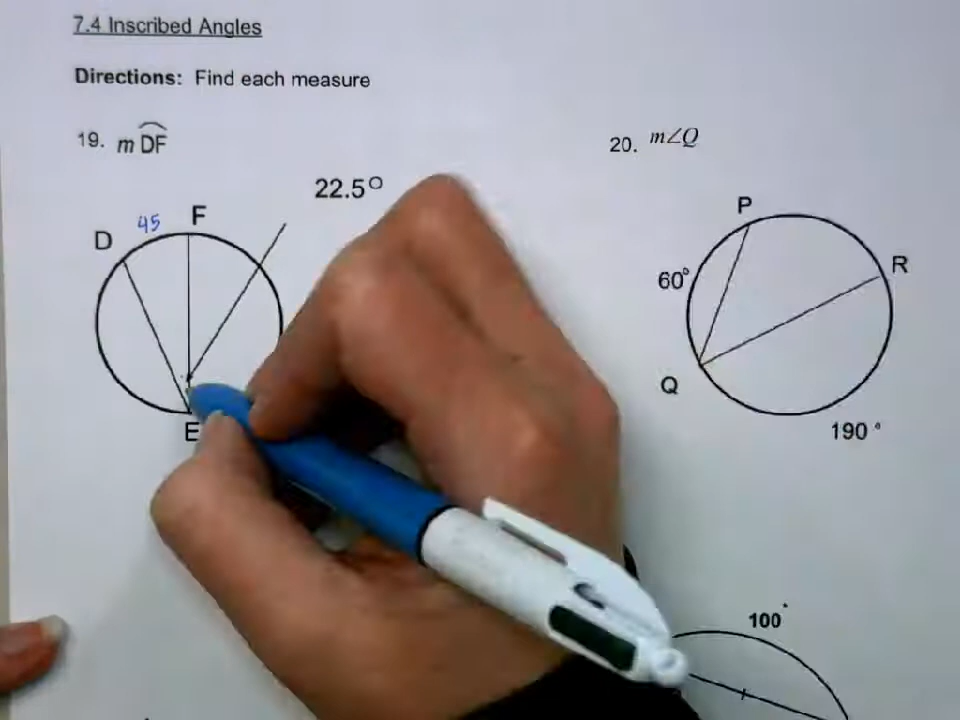 7.4 Inscribed Angles
Directions: Find each measure
19. m DF
20. m∠Q
22.5°
45 F
D
E
P
R
60°
Q
190°
100°